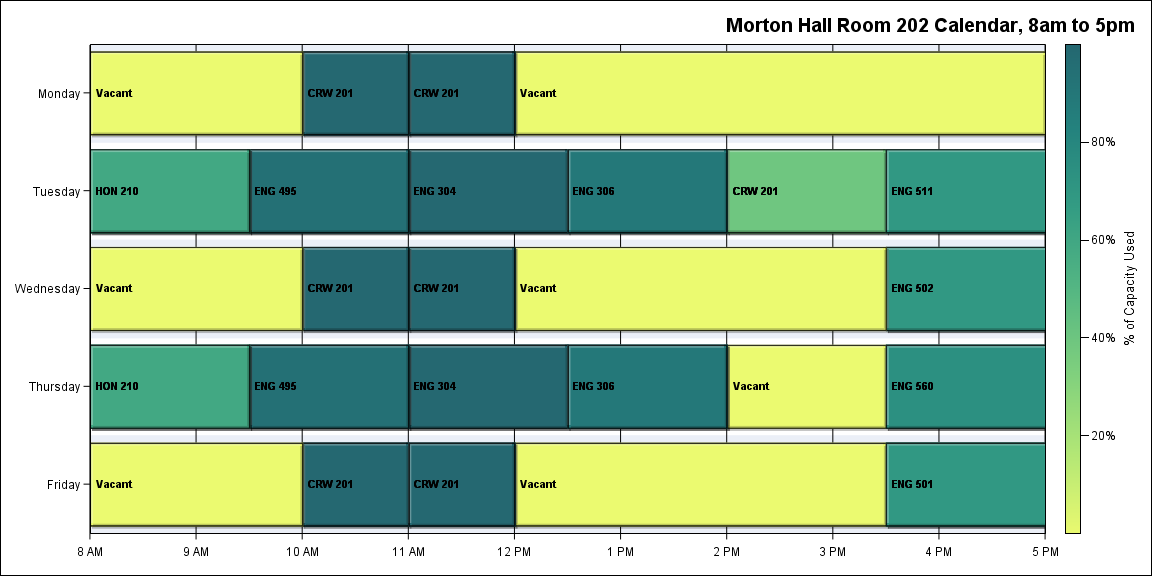 Morton Hall Room 202 Calendar, 8am to 5pm
Monday
Vacant
CRW 201
CRW 201
Vacant
Tuesday
HON 210
ENG 495
ENG 304
ENG 306
CRW 201
ENG 511
Wednesday
Vacant
CRW 201
CRW 201
Vacant
ENG 502
Thursday
HON 210
ENG 495
ENG 304
ENG 306
Vacant
ENG 560
Friday
Vacant
CRW 201
CRW 201
Vacant
ENG 501
8 AM
9 AM
10 AM
11 AM
12 PM
1 PM
2 PM
3 PM
4 PM
5 PM
80%
60%
40%
20%
% of Capacity Used